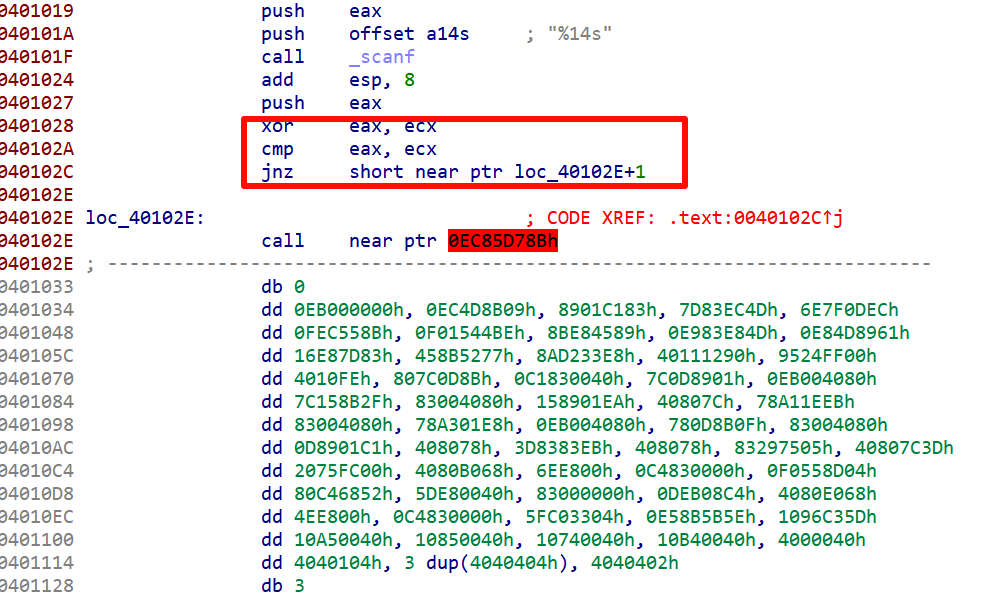 0401019 push eax
040101A push offset a14s ; "%14s"
040101F call _scanf
0401024 add esp, 8
0401027 push eax
0401028 xor eax, ecx
040102A cmp eax, ecx
040102C jnz short near ptr loc_40102E+1
040102E
040102E loc_40102E: ; CODE XREF: .text:0040102C↑j
040102E call near ptr 0EC85D78Bh
040102E ; ---------------------------------------------------------------------------
0401033 db 0
0401034 dd 0EB000000h, 0EC4D8B09h, 8901C183h, 7D83EC4Dh, 6E7F0DECh
0401048 dd 0FEC558Bh, 0F01544BEh, 8BE84589h, 0E983E84Dh, 0E84D8961h
040105C dd 16E87D83h, 458B5277h, 8AD233E8h, 40111290h, 9524FF00h
0401070 dd 4010FEh, 807C0D8Bh, 0C1830040h, 7C0D8901h, 0EB004080h
0401084 dd 7C158B2Fh, 83004080h, 158901EAh, 40807Ch, 78A11EEBh
0401098 dd 83004080h, 78A301E8h, 0EB004080h, 780D8B0Fh, 83004080h
04010AC dd 0D8901C1h, 408078h, 3D8383EBh, 408078h, 83297505h, 40807C3Dh
04010C4 dd 2075FC00h, 4080B068h, 6EE800h, 0C4830000h, 0F0558D04h
04010D8 dd 80C46852h, 5DE80040h, 83000000h, 0DEB08C4h, 4080E068h
04010EC dd 4EE800h, 0C4830000h, 5FC03304h, 0E58B5B5Eh, 1096C35Dh
0401100 dd 10A50040h, 10850040h, 10740040h, 10B40040h, 4000040h
0401114 dd 4040104h, 3 dup(4040404h), 4040402h
0401128 db 3